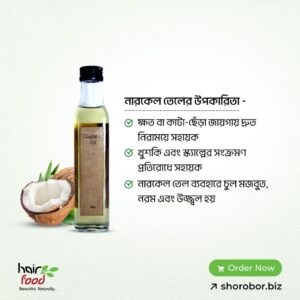 নারকেল তেলের উপকারিতা -
ক্ষত বা কাটা-ছেঁড়া জায়গায় দ্রুত
নিরাময়ে সহায়ক
খুশকি এবং স্ক্যাল্পের সংক্রমণ
প্রতিরোধে সহায়ক
নারকেল তেল ব্যবহারে চুল মজবুত,
নরম এবং উজ্জ্বল হয়
Coconut
Oil
hair
food
Beautiful. Naturally...
Order Now
shorobor.biz